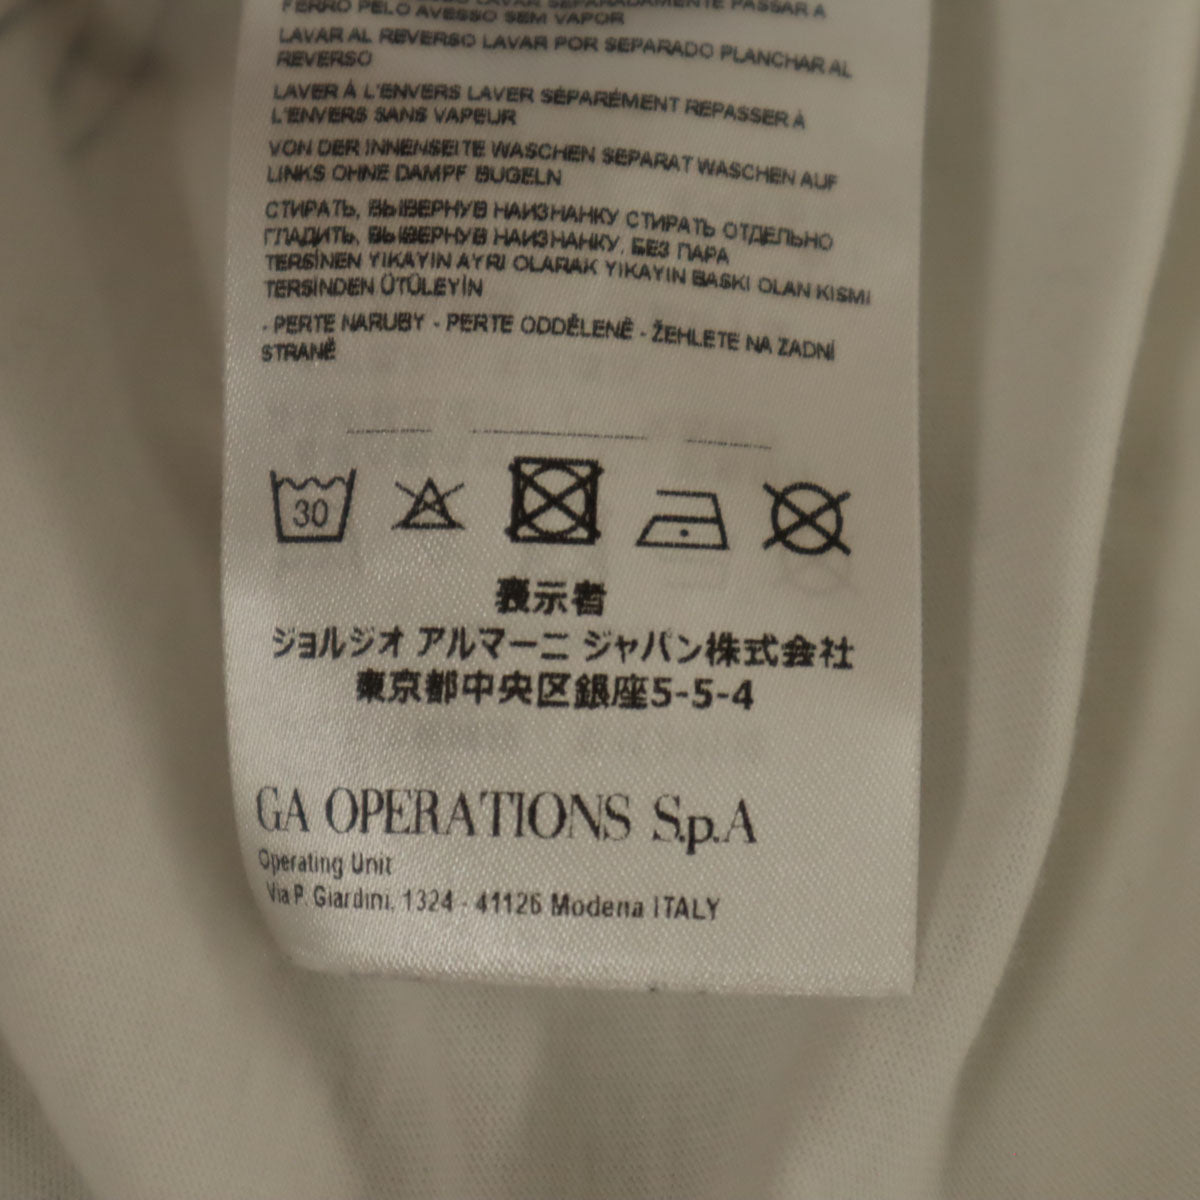 LAVAR SEPARADAMENTE PASSAR A
FERRO PELO AVESSO SEM VAPOR
LAVAR AL REVERSO LAVAR POR SEPARADO PLANCHAR AL
REVERSO
LAVER À L'ENVERS LAVER SÉPARÉMENT REPASSER À
L'ENVERS SANS VAPEUR
VON DER INNENSEITE WASCHEN SEPARAT WASCHEN AUF
LINKS OHNE DAMPF BUGELN
СТИРАТЬ, ВЫВЕРНУВ НАИЗНАНКУ СТИРАТЬ ОТДЕЛЬНО
ГЛАДИТЬ, ВЫВЕРНУВ НАИЗНАНКУ, БЕЗ ПАРА
TERSİNEN YIKAYIN AYRI OLARAK YIKAYIN BASKI OLAN KISMI
TERSİNDEN ÜTÜLEYİN
- PERTE NARUBY - PERTE ODDĚLENĚ - ŽEHLETE NA ZADNÍ
STRANĚ
30
表示者
ジョルジオ アルマーニ ジャパン株式会社
東京都中央区銀座5-5-4
GA OPERATIONS S.p.A
Operating Unit
Via P. Giardini, 1324 - 41126 Modena ITALY